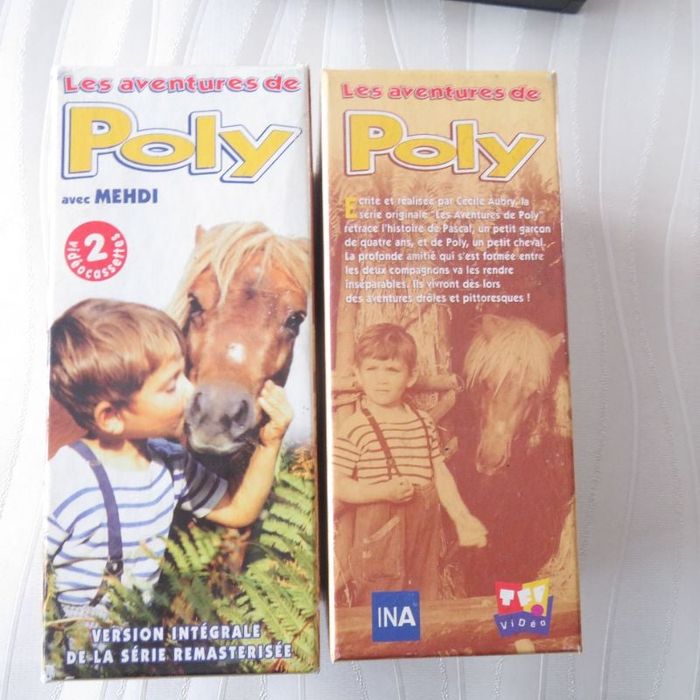 Les aventures de
Poly
avec MEHDI
2
vidéocassettes
VERSION INTÉGRALE
DE LA SÉRIE REMASTERISÉE
Les aventures de
Poly
Ecrite et réalisée par Cécile Aubry, la
série originale "Les Aventures de Poly"
retrace l'histoire de Pascal, un petit garçon
de quatre ans, et de Poly, un petit cheval.
La profonde amitié qui s'est formée entre
les deux compagnons va les rendre
inséparables. Ils vivront dès lors
des aventures drôles et pittoresques !
INA
TF1
VIDéO